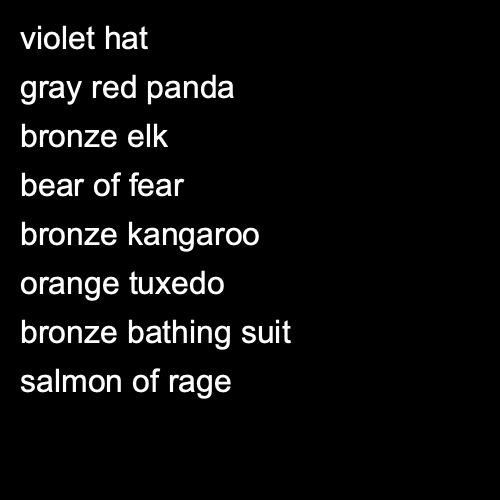 violet hat
gray red panda
bronze elk
bear of fear
bronze kangaroo
orange tuxedo
bronze bathing suit
salmon of rage